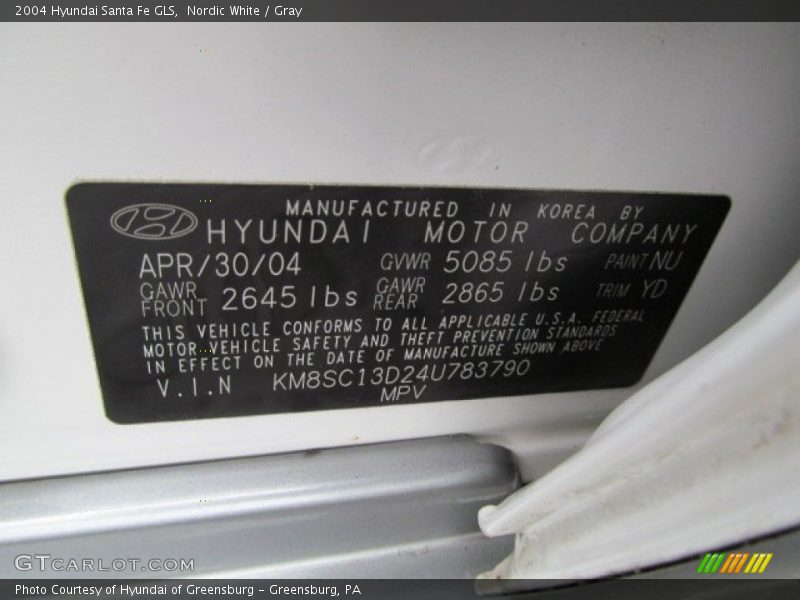 2004 Hyundai Santa Fe GLS, Nordic White / Gray
MANUFACTURED IN KOREA BY
HYUNDAI MOTOR COMPANY
APR/30/04 GVWR 5085 lbs PAINT NU
GAWR FRONT 2645 lbs GAWR REAR 2865 lbs TRIM YD
THIS VEHICLE CONFORMS TO ALL APPLICABLE U.S.A. FEDERAL
MOTOR VEHICLE SAFETY AND THEFT PREVENTION STANDARDS
IN EFFECT ON THE DATE OF MANUFACTURE SHOWN ABOVE
V.I.N KM8SC13D24U783790
MPV
GTCARLOT.COM
Photo Courtesy of Hyundai of Greensburg - Greensburg, PA